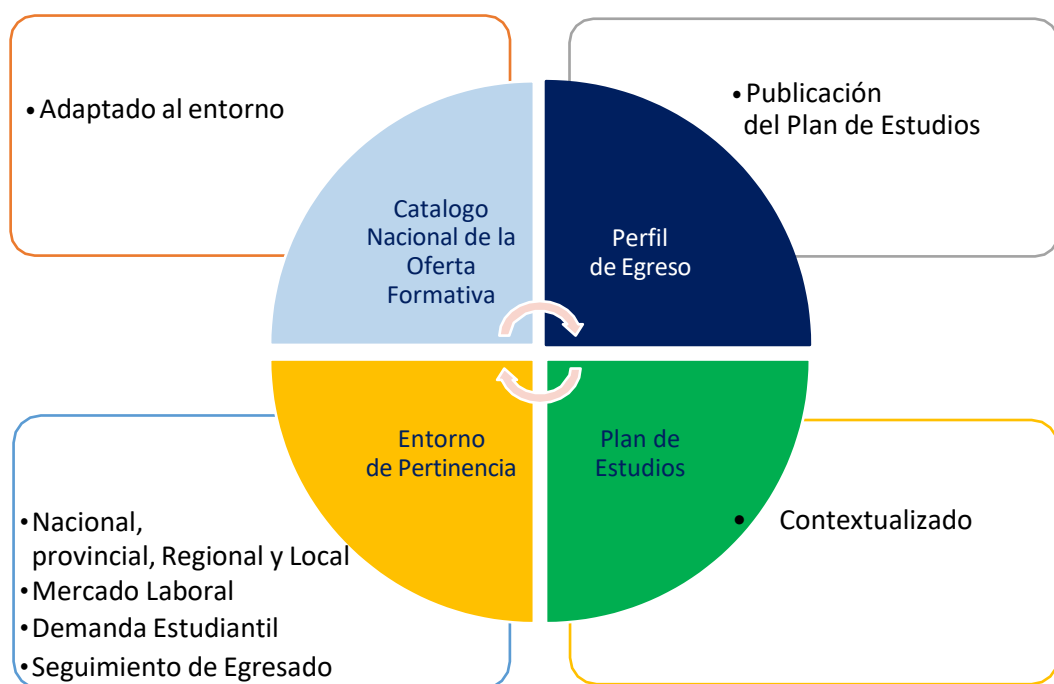 • Adaptado al entorno
• Publicación
del Plan de Estudios
Catalogo
Nacional de la
Oferta
Formativa
Perfil
de Egreso
Entorno
de Pertinencia
Plan de
Estudios
• Nacional,
provincial, Regional y Local
• Mercado Laboral
• Demanda Estudiantil
• Seguimiento de Egresado
• Contextualizado